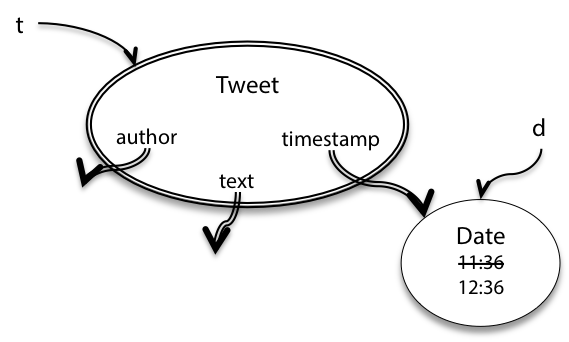 t
Tweet
author
timestamp
text
d
Date
11:36
12:36